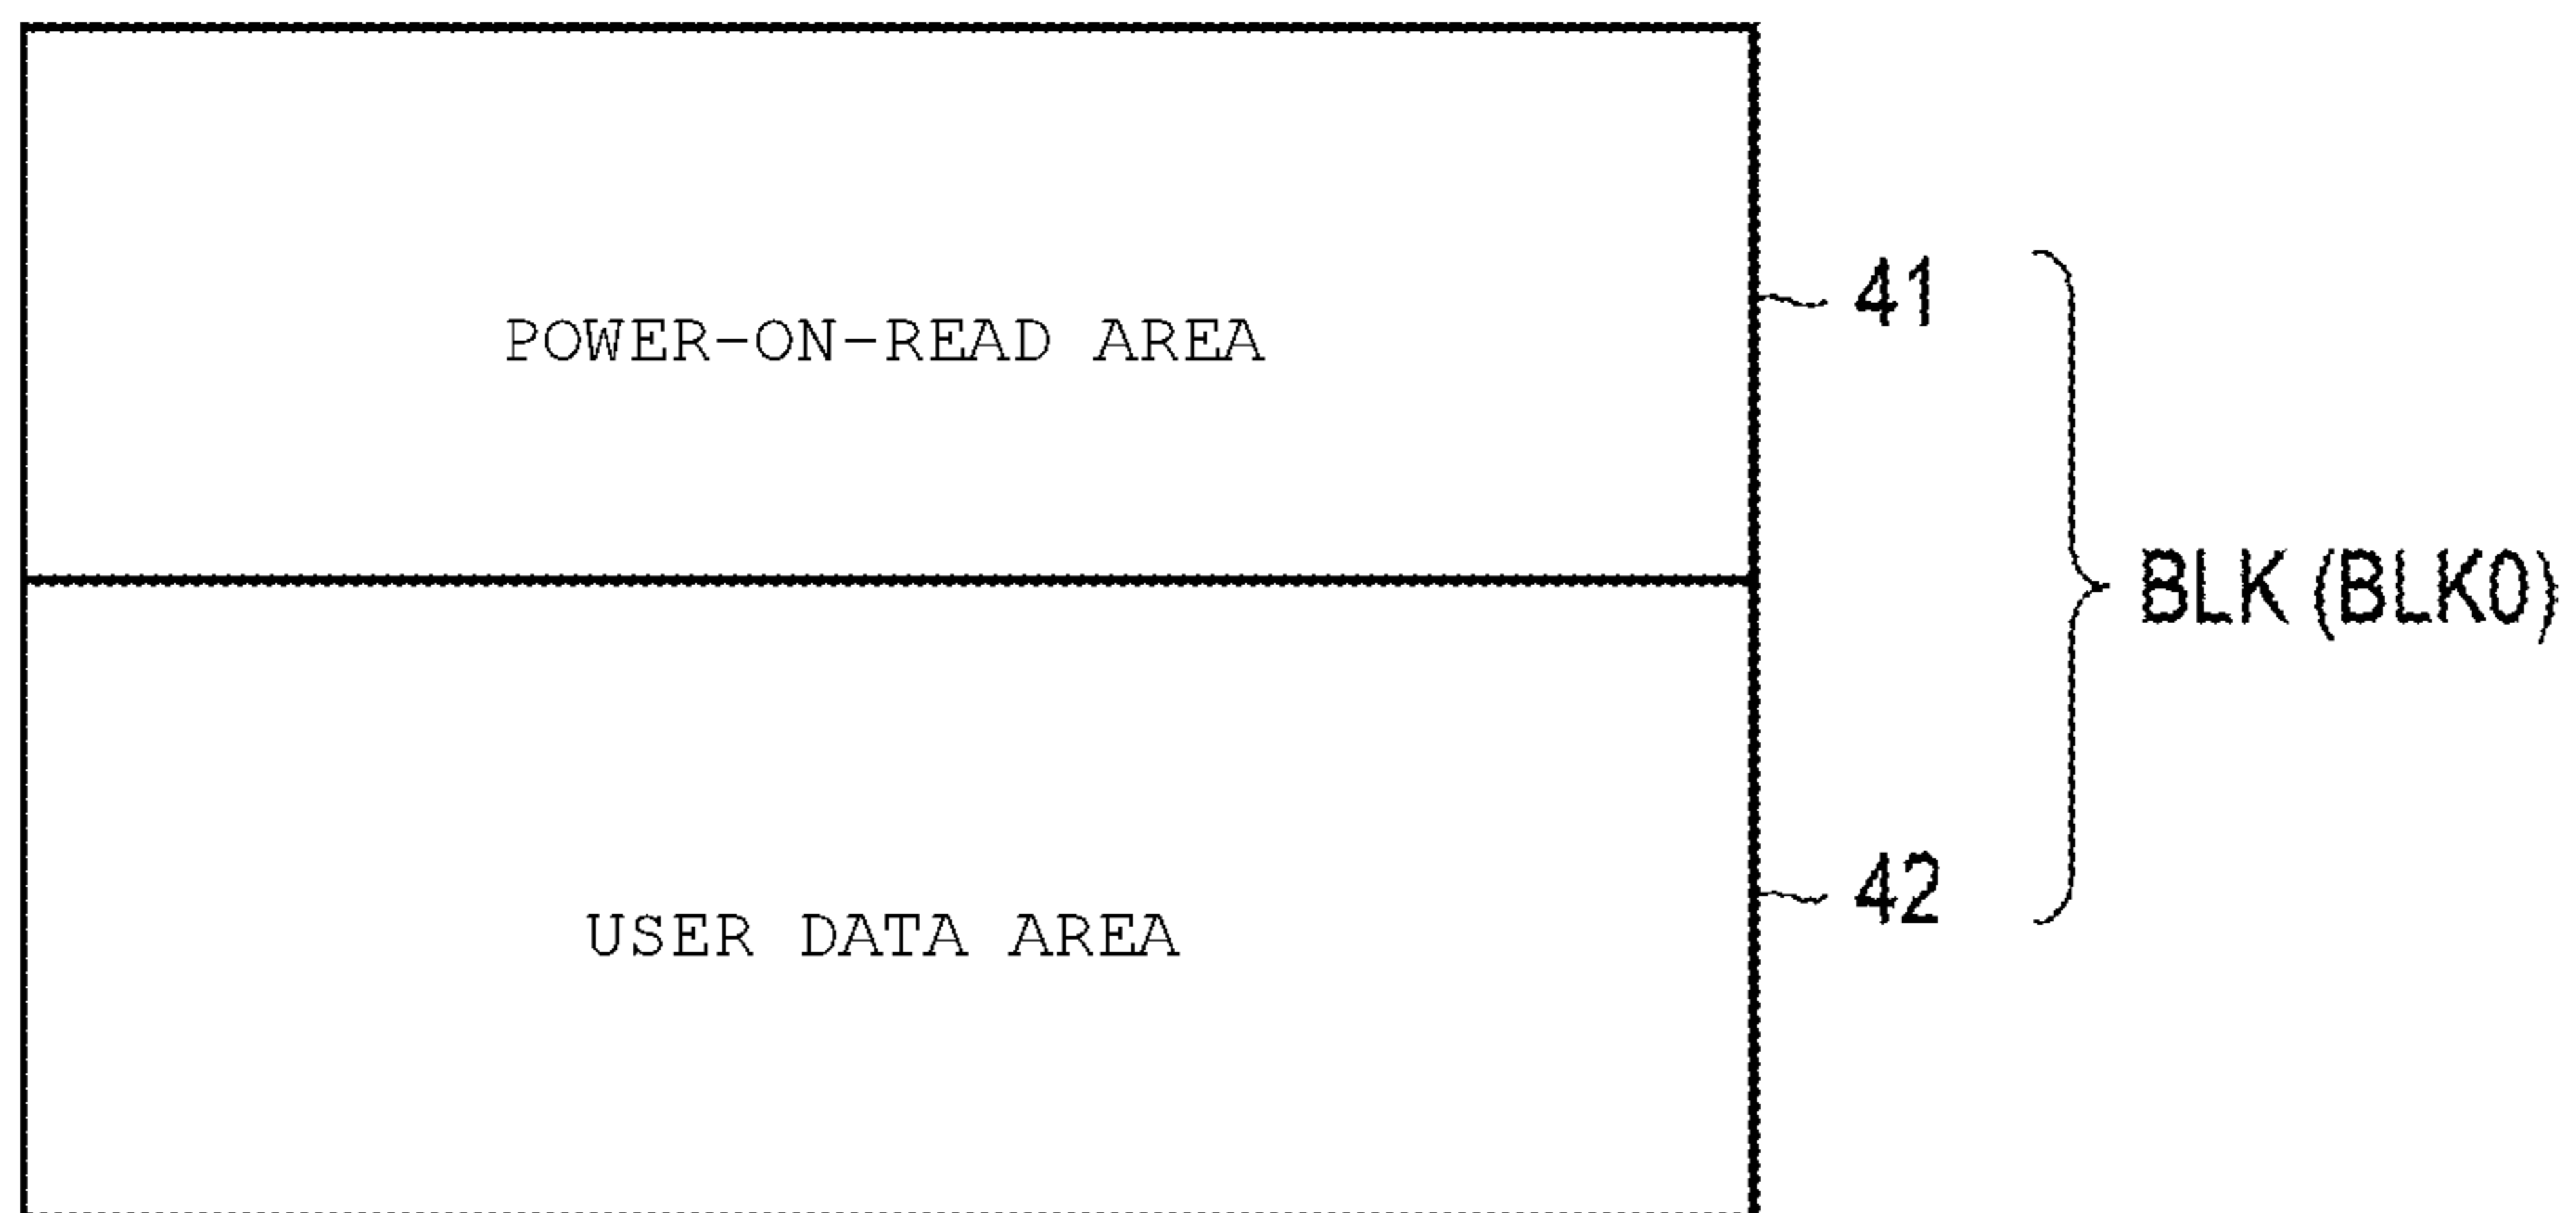 POWER-ON-READ AREA
41
BLK (BLK0)
USER DATA AREA
42